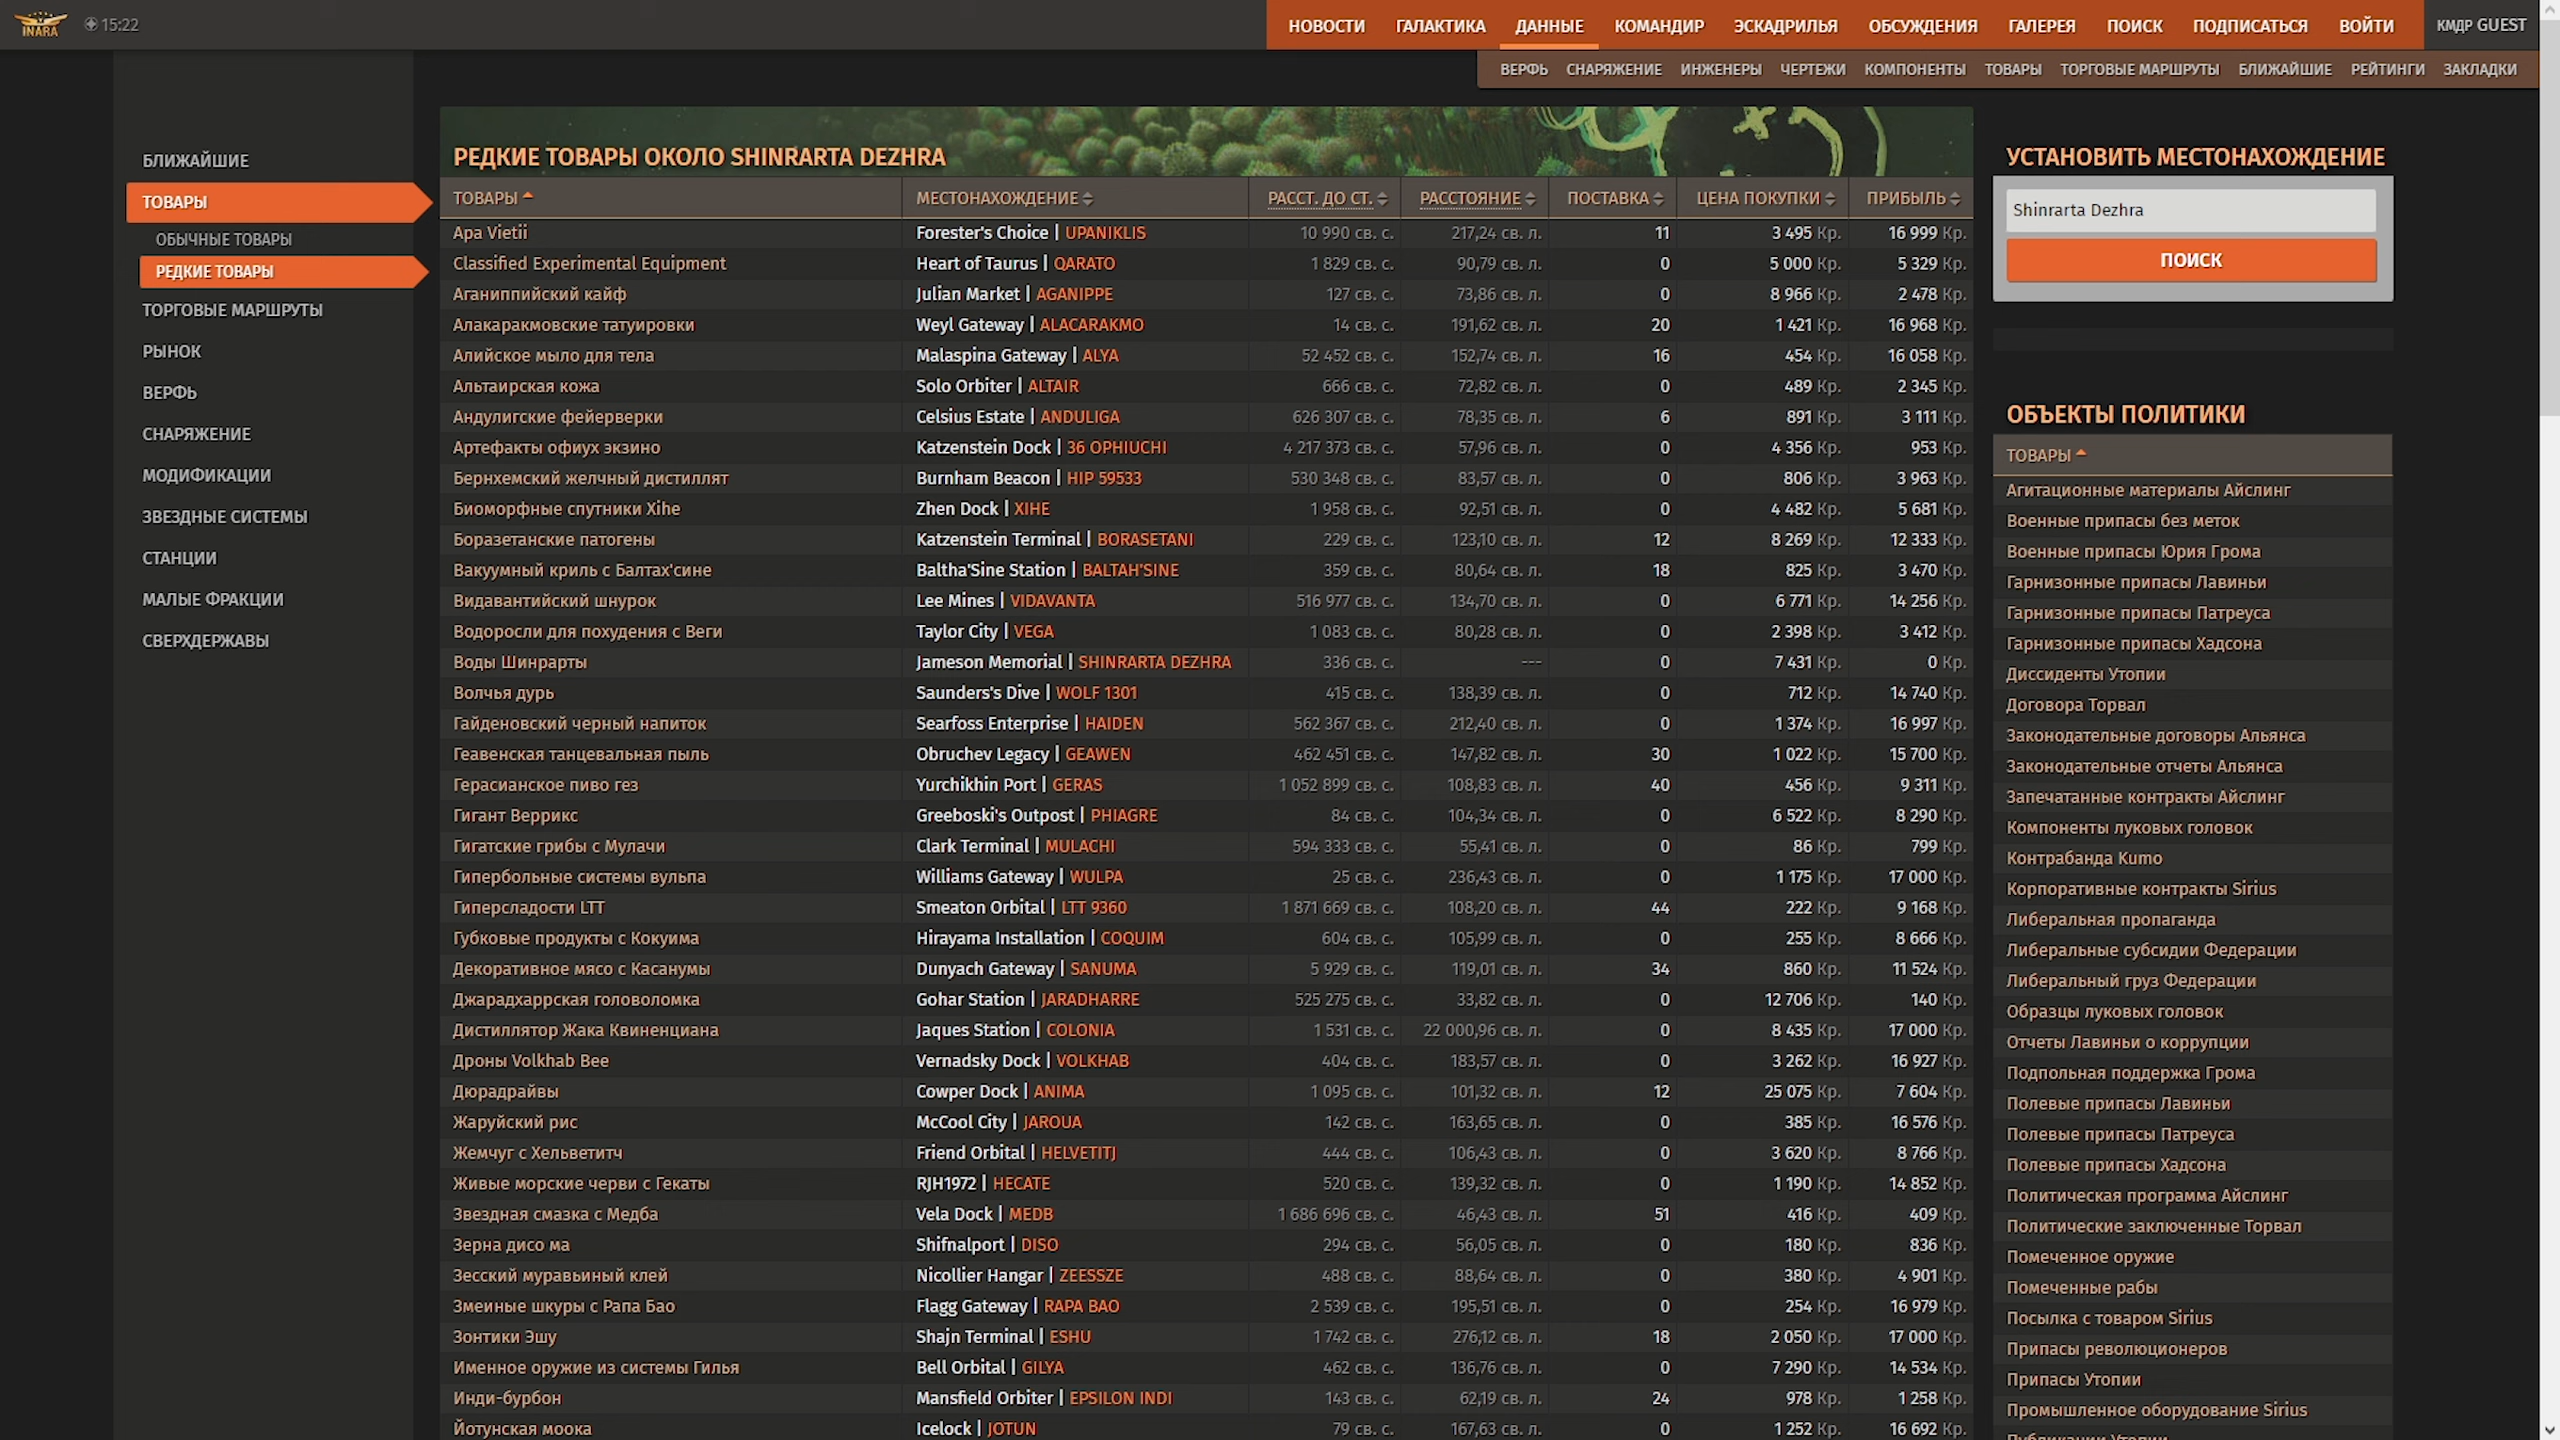 INARA
15:22
НОВОСТИ ГАЛАКТИКА ДАННЫЕ КОМАНДИР ЭСКАДРИЛЬЯ ОБСУЖДЕНИЯ ГАЛЕРЕЯ ПОИСК ПОДПИСАТЬСЯ ВОЙТИ КМДР GUEST
ВЕРФЬ СНАРЯЖЕНИЕ ИНЖЕНЕРЫ ЧЕРТЕЖИ КОМПОНЕНТЫ ТОВАРЫ ТОРГОВЫЕ МАРШРУТЫ БЛИЖАЙШИЕ РЕЙТИНГИ ЗАКЛАДКИ
БЛИЖАЙШИЕ
ТОВАРЫ
ОБЫЧНЫЕ ТОВАРЫ
РЕДКИЕ ТОВАРЫ
ТОРГОВЫЕ МАРШРУТЫ
РЫНОК
ВЕРФЬ
СНАРЯЖЕНИЕ
МОДИФИКАЦИИ
ЗВЕЗДНЫЕ СИСТЕМЫ
СТАНЦИИ
МАЛЫЕ ФРАКЦИИ
СВЕРХДЕРЖАВЫ
РЕДКИЕ ТОВАРЫ ОКОЛО SHINRARTA DEZHRA
ТОВАРЫ МЕСТОНАХОЖДЕНИЕ РАССТ. ДО СТ. РАССТОЯНИЕ ПОСТАВКА ЦЕНА ПОКУПКИ ПРИБЫЛЬ
Apa Vietii Forester's Choice | UPANIKLIS 10 990 св. с. 217,24 св. л. 11 3 495 Кр. 16 999 Кр.
Classified Experimental Equipment Heart of Taurus | QARATO 1 829 св. с. 90,79 св. л. 0 5 000 Кр. 5 329 Кр.
Аганиппийский кайф Julian Market | AGANIPPE 127 св. с. 73,86 св. л. 0 8 966 Кр. 2 478 Кр.
Алакаракмовские татуировки Weyl Gateway | ALACARAKMO 14 св. с. 191,62 св. л. 20 1 421 Кр. 16 968 Кр.
Алийское мыло для тела Malaspina Gateway | ALYA 52 452 св. с. 152,74 св. л. 16 454 Кр. 16 058 Кр.
Альтаирская кожа Solo Orbiter | ALTAIR 666 св. с. 72,82 св. л. 0 489 Кр. 2 345 Кр.
Андулигские фейерверки Celsius Estate | ANDULIGA 626 307 св. с. 78,35 св. л. 6 891 Кр. 3 111 Кр.
Артефакты офиух экзино Katzenstein Dock | 36 OPHIUCHI 4 217 373 св. с. 57,96 св. л. 0 4 356 Кр. 953 Кр.
Бернхемский желчный дистиллят Burnham Beacon | HIP 59533 530 348 св. с. 83,57 св. л. 0 806 Кр. 3 963 Кр.
Биоморфные спутники Xihe Zhen Dock | XIHE 1 958 св. с. 92,51 св. л. 0 4 482 Кр. 5 681 Кр.
Боразетанские патогены Katzenstein Terminal | BORASETANI 229 св. с. 123,10 св. л. 12 8 269 Кр. 12 333 Кр.
Вакуумный криль с Балтах'сине Baltha'Sine Station | BALTAH'SINE 359 св. с. 80,64 св. л. 18 825 Кр. 3 470 Кр.
Видавантийский шнурок Lee Mines | VIDAVANTA 516 977 св. с. 134,70 св. л. 0 6 771 Кр. 14 256 Кр.
Водоросли для похудения с Веги Taylor City | VEGA 1 083 св. с. 80,28 св. л. 0 2 398 Кр. 3 412 Кр.
Воды Шинрарты Jameson Memorial | SHINRARTA DEZHRA 336 св. с. --- 0 7 431 Кр. 0 Кр.
Волчья дурь Saunders's Dive | WOLF 1301 415 св. с. 138,39 св. л. 0 712 Кр. 14 740 Кр.
Гайденовский черный напиток Searfoss Enterprise | HAIDEN 562 367 св. с. 212,40 св. л. 0 1 374 Кр. 16 997 Кр.
Геавенская танцевальная пыль Obruchev Legacy | GEAWEN 462 451 св. с. 147,82 св. л. 30 1 022 Кр. 15 700 Кр.
Герасианское пиво гез Yurchikhin Port | GERAS 1 052 899 св. с. 108,83 св. л. 40 456 Кр. 9 311 Кр.
Гигант Веррикс Greeboski's Outpost | PHIAGRE 84 св. с. 104,34 св. л. 0 6 522 Кр. 8 290 Кр.
Гигатские грибы с Мулачи Clark Terminal | MULACHI 594 333 св. с. 55,41 св. л. 0 86 Кр. 799 Кр.
Гипербольные системы вульпа Williams Gateway | WULPA 25 св. с. 236,43 св. л. 0 1 175 Кр. 17 000 Кр.
Гиперсладости LTT Smeaton Orbital | LTT 9360 1 871 669 св. с. 108,20 св. л. 44 222 Кр. 9 168 Кр.
Губковые продукты с Кокуима Hirayama Installation | COQUIM 604 св. с. 105,99 св. л. 0 255 Кр. 8 666 Кр.
Декоративное мясо с Касанумы Dunyach Gateway | SANUMA 5 929 св. с. 119,01 св. л. 34 860 Кр. 11 524 Кр.
Джарадхаррская головоломка Gohar Station | JARADHARRE 525 275 св. с. 33,82 св. л. 0 12 706 Кр. 140 Кр.
Дистиллятор Жака Квиненциана Jaques Station | COLONIA 1 531 св. с. 22 000,96 св. л. 0 8 435 Кр. 17 000 Кр.
Дроны Volkhab Bee Vernadsky Dock | VOLKHAB 404 св. с. 183,57 св. л. 0 3 262 Кр. 16 927 Кр.
Дюрадрайвы Cowper Dock | ANIMA 1 095 св. с. 101,32 св. л. 12 25 075 Кр. 7 604 Кр.
Жаруйский рис McCool City | JAROUA 142 св. с. 163,65 св. л. 0 385 Кр. 16 576 Кр.
Жемчуг с Хельветитч Friend Orbital | HELVETITJ 444 св. с. 106,43 св. л. 0 3 620 Кр. 8 766 Кр.
Живые морские черви с Гекаты RJH1972 | HECATE 520 св. с. 139,32 св. л. 0 1 190 Кр. 14 852 Кр.
Звездная смазка с Медба Vela Dock | MEDB 1 686 696 св. с. 46,43 св. л. 51 416 Кр. 409 Кр.
Зерна дисо ма Shifnalport | DISO 294 св. с. 56,05 св. л. 0 180 Кр. 836 Кр.
Зесский муравьиный клей Nicollier Hangar | ZEESSZE 488 св. с. 88,64 св. л. 0 380 Кр. 4 901 Кр.
Змеиные шкуры с Рапа Бао Flagg Gateway | RAPA BAO 2 539 св. с. 195,51 св. л. 0 254 Кр. 16 979 Кр.
Зонтики Эшу Shajn Terminal | ESHU 1 742 св. с. 276,12 св. л. 18 2 050 Кр. 17 000 Кр.
Именное оружие из системы Гилья Bell Orbital | GILYA 462 св. с. 136,76 св. л. 0 7 290 Кр. 14 534 Кр.
Инди-бурбон Mansfield Orbiter | EPSILON INDI 143 св. с. 62,19 св. л. 24 978 Кр. 1 258 Кр.
Йотунская моока Icelock | JOTUN 79 св. с. 167,63 св. л. 0 1 252 Кр. 16 692 Кр.
УСТАНОВИТЬ МЕСТОНАХОЖДЕНИЕ
Shinrarta Dezhra
ПОИСК
ОБЪЕКТЫ ПОЛИТИКИ
ТОВАРЫ
Агитационные материалы Айслинг
Военные припасы без меток
Военные припасы Юрия Грома
Гарнизонные припасы Лавиньи
Гарнизонные припасы Патреуса
Гарнизонные припасы Хадсона
Диссиденты Утопии
Договора Торвал
Законодательные договоры Альянса
Законодательные отчеты Альянса
Запечатанные контракты Айслинг
Компоненты луковых головок
Контрабанда Kumo
Корпоративные контракты Sirius
Либеральная пропаганда
Либеральные субсидии Федерации
Либеральный груз Федерации
Образцы луковых головок
Отчеты Лавиньи о коррупции
Подпольная поддержка Грома
Полевые припасы Лавиньи
Полевые припасы Патреуса
Полевые припасы Хадсона
Политическая программа Айслинг
Политические заключенные Торвал
Помеченное оружие
Помеченные рабы
Посылка с товаром Sirius
Припасы революционеров
Припасы Утопии
Промышленное оборудование Sirius
Публикации Утопии